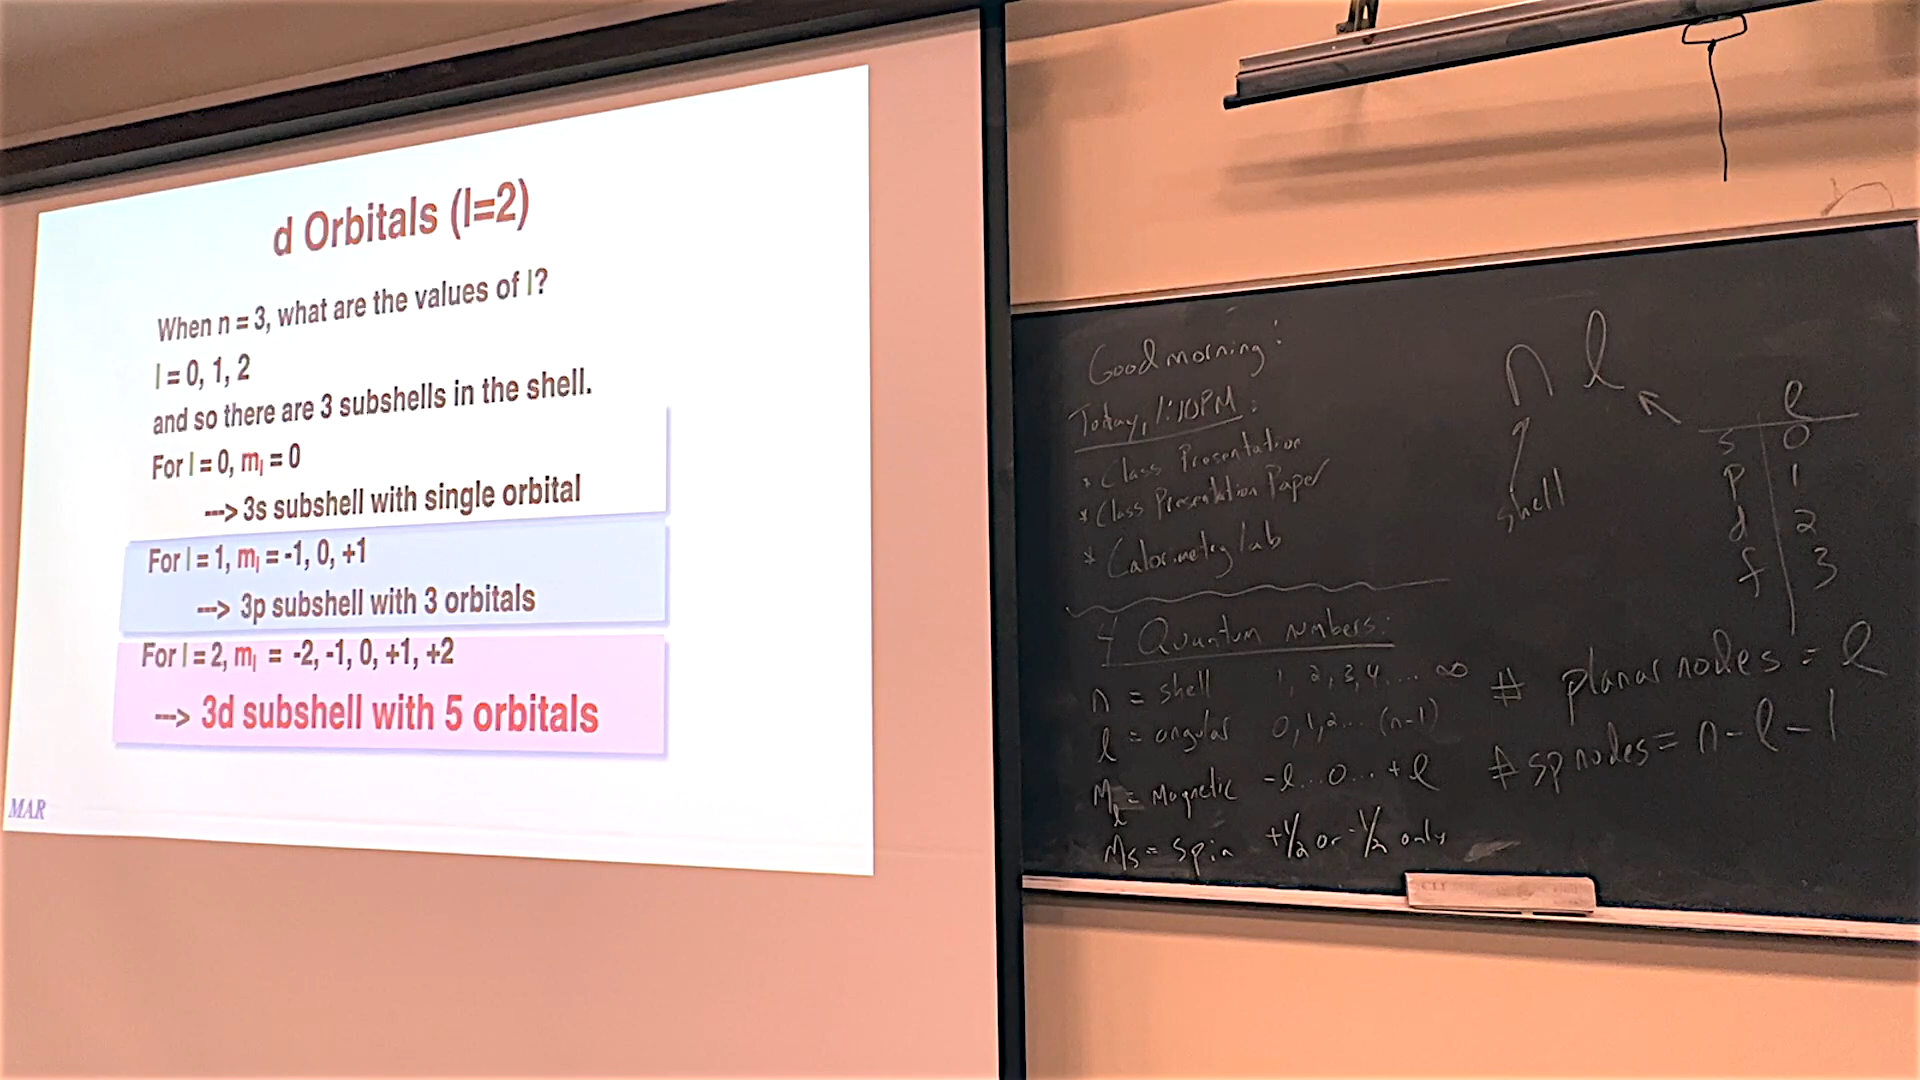 d Orbitals (l=2)
When n = 3, what are the values of l?
l = 0, 1, 2
and so there are 3 subshells in the shell.
For l = 0, ml = 0
---> 3s subshell with single orbital
For l = 1, ml = -1, 0, +1
---> 3p subshell with 3 orbitals
For l = 2, ml = -2, -1, 0, +1, +2
---> 3d subshell with 5 orbitals
MAR
Good morning!
Today, 1:10PM:
* Class Presentation
* Class Presentation Paper
* Calorimetry lab
4 Quantum numbers:
n = shell 1, 2, 3, 4, ... ∞
l = angular 0, 1, 2... (n-1)
Ml = Magnetic -l...0...+l
Ms = spin +1/2 or -1/2 only
n l
shell
l
s 0
p 1
d 2
f 3
# planar nodes = l
# sp nodes = n-l-1